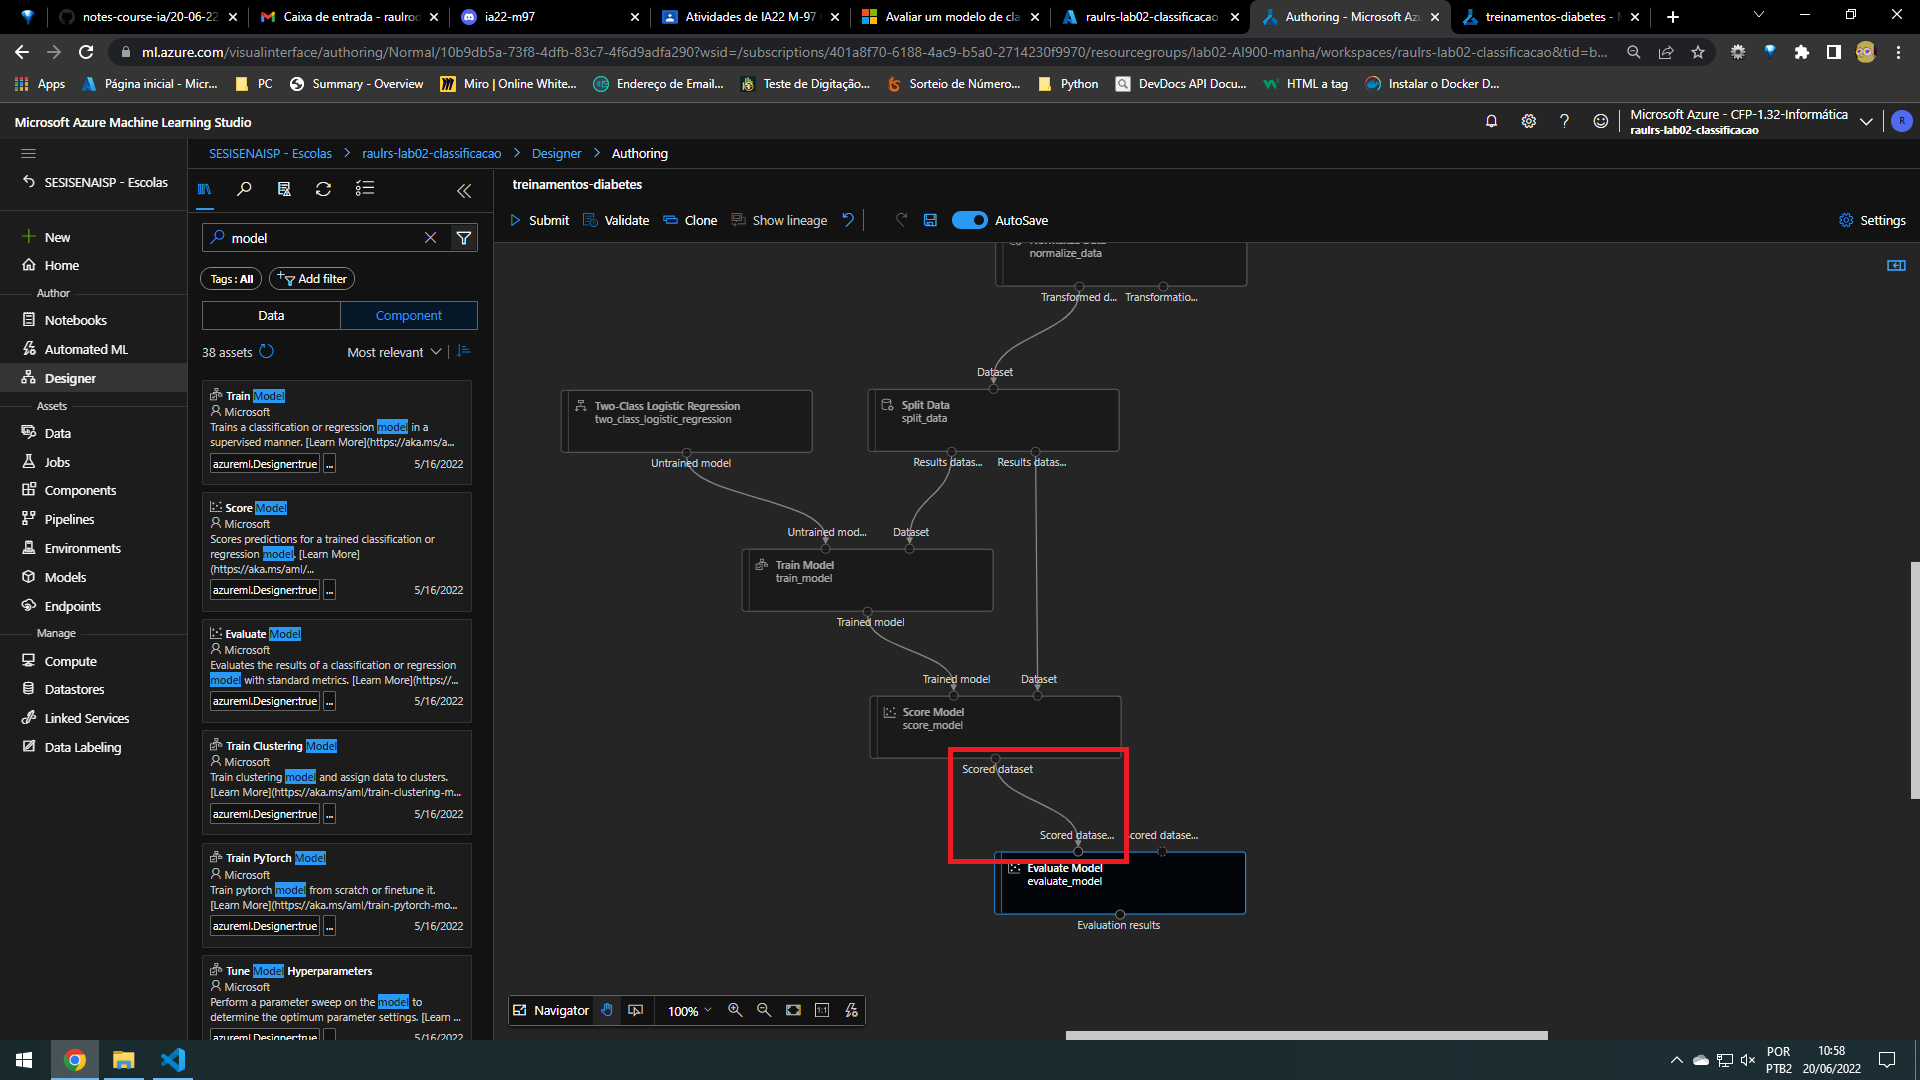 notes-course-ia/20-06-22
Caixa de entrada - raulrod
ia22-m97
Atividades de IA22 M-97
Avaliar um modelo de cla
raulrs-lab02-classificacao
Authoring - Microsoft Azu
treinamentos-diabetes - M
ml.azure.com/visualinterface/authoring/Normal/10b9db5a-73f8-4dfb-83c7-4f6d9adfa290?wsid=/subscriptions/401a8f70-6188-4ac9-b5a0-2714230f9970/resourcegroups/lab02-AI900-manha/workspaces/raulrs-lab02-classificacao&tid=b...
Apps
Página inicial - Micr...
PC
Summary - Overview
Miro | Online White...
Endereço de Email...
Teste de Digitação...
Sorteio de Número...
Python
DevDocs API Docu...
HTML a tag
Instalar o Docker D...
Microsoft Azure Machine Learning Studio
Microsoft Azure - CFP-1.32-Informática
raulrs-lab02-classificacao
R
SESISENAISP - Escolas > raulrs-lab02-classificacao > Designer > Authoring
SESISENAISP - Escolas
New
Home
Author
Notebooks
Automated ML
Designer
Assets
Data
Jobs
Components
Pipelines
Environments
Models
Endpoints
Manage
Compute
Datastores
Linked Services
Data Labeling
model
Tags : All
Add filter
Data
Component
38 assets
Most relevant
Train Model
Microsoft
Trains a classification or regression model in a
supervised manner. [Learn More](https://aka.ms/a...
azureml.Designer:true ... 5/16/2022
Score Model
Microsoft
Scores predictions for a trained classification or
regression model. [Learn More]
(https://aka.ms/aml/...
azureml.Designer:true ... 5/16/2022
Evaluate Model
Microsoft
Evaluates the results of a classification or regression
model with standard metrics. [Learn More](https://...
azureml.Designer:true ... 5/16/2022
Train Clustering Model
Microsoft
Train clustering model and assign data to clusters.
[Learn More](https://aka.ms/aml/train-clustering-m...
azureml.Designer:true ... 5/16/2022
Train PyTorch Model
Microsoft
Train pytorch model from scratch or finetune it.
[Learn More](https://aka.ms/aml/train-pytorch-mo...
azureml.Designer:true ... 5/16/2022
Tune Model Hyperparameters
Microsoft
Perform a parameter sweep on the model to
determine the optimum parameter settings. [Learn ...
azureml.Designer:true ... 5/16/2022
treinamentos-diabetes
Submit
Validate
Clone
Show lineage
AutoSave
Settings
Normalize Data
normalize_data
Transformed d...
Transformatio...
Dataset
Two-Class Logistic Regression
two_class_logistic_regression
Split Data
split_data
Untrained model
Results datas...
Results datas...
Untrained mod...
Dataset
Train Model
train_model
Trained model
Trained model
Dataset
Score Model
score_model
Scored dataset
Scored datase...
Scored datase...
Evaluate Model
evaluate_model
Evaluation results
Navigator
100%
1:1
POR
PTB2
10:58
20/06/2022